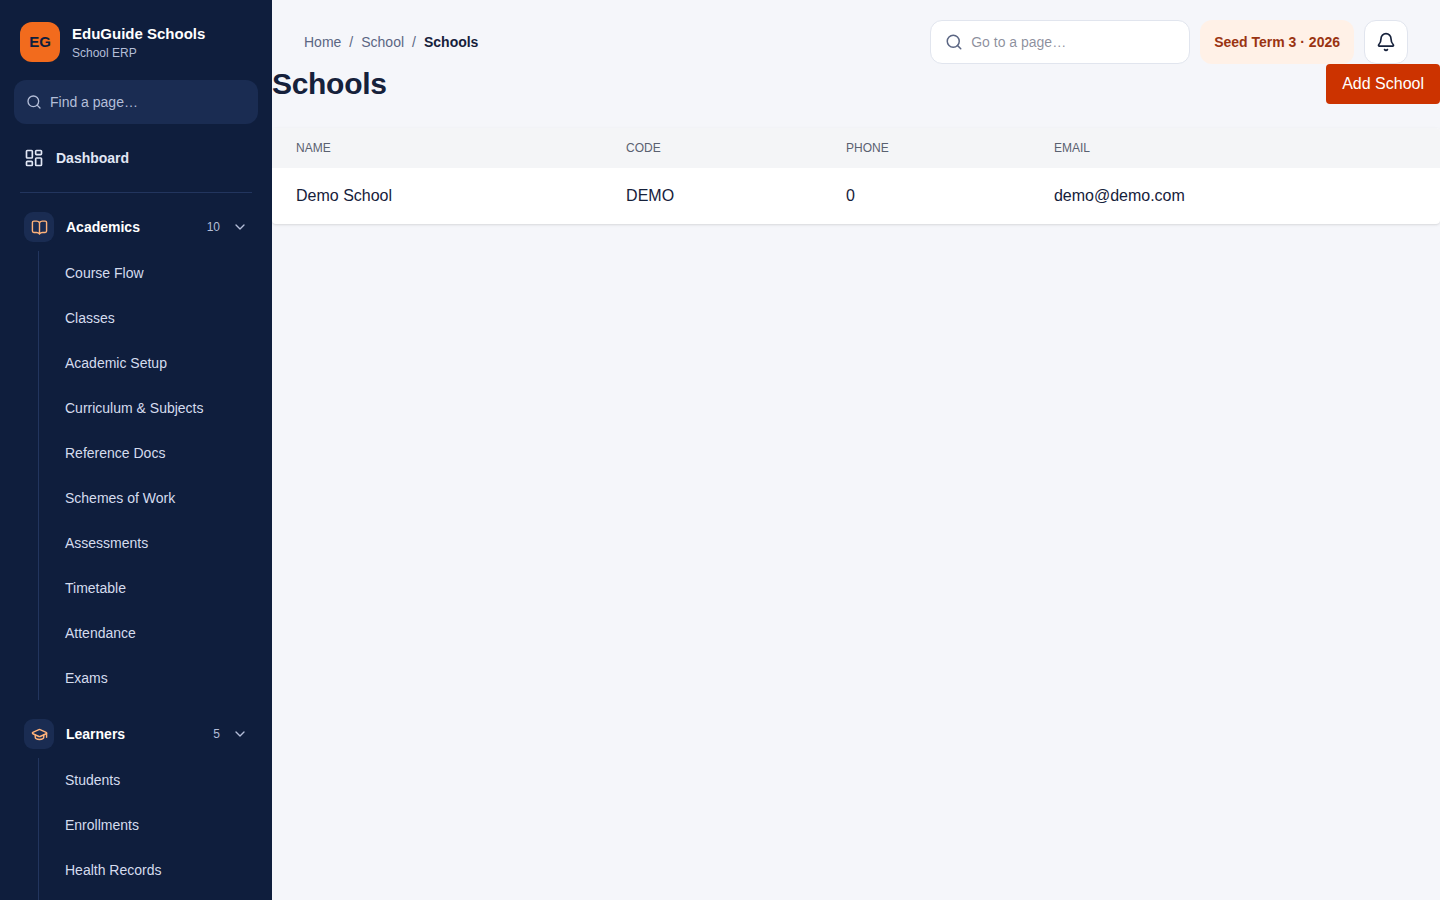 EG
EduGuide Schools
School ERP
Find a page…
Dashboard
Academics 10
Course Flow
Classes
Academic Setup
Curriculum & Subjects
Reference Docs
Schemes of Work
Assessments
Timetable
Attendance
Exams
Learners 5
Students
Enrollments
Health Records
Home / School / Schools
Go to a page…
Seed Term 3 · 2026
Schools
Add School
NAME CODE PHONE EMAIL
Demo School DEMO 0 demo@demo.com